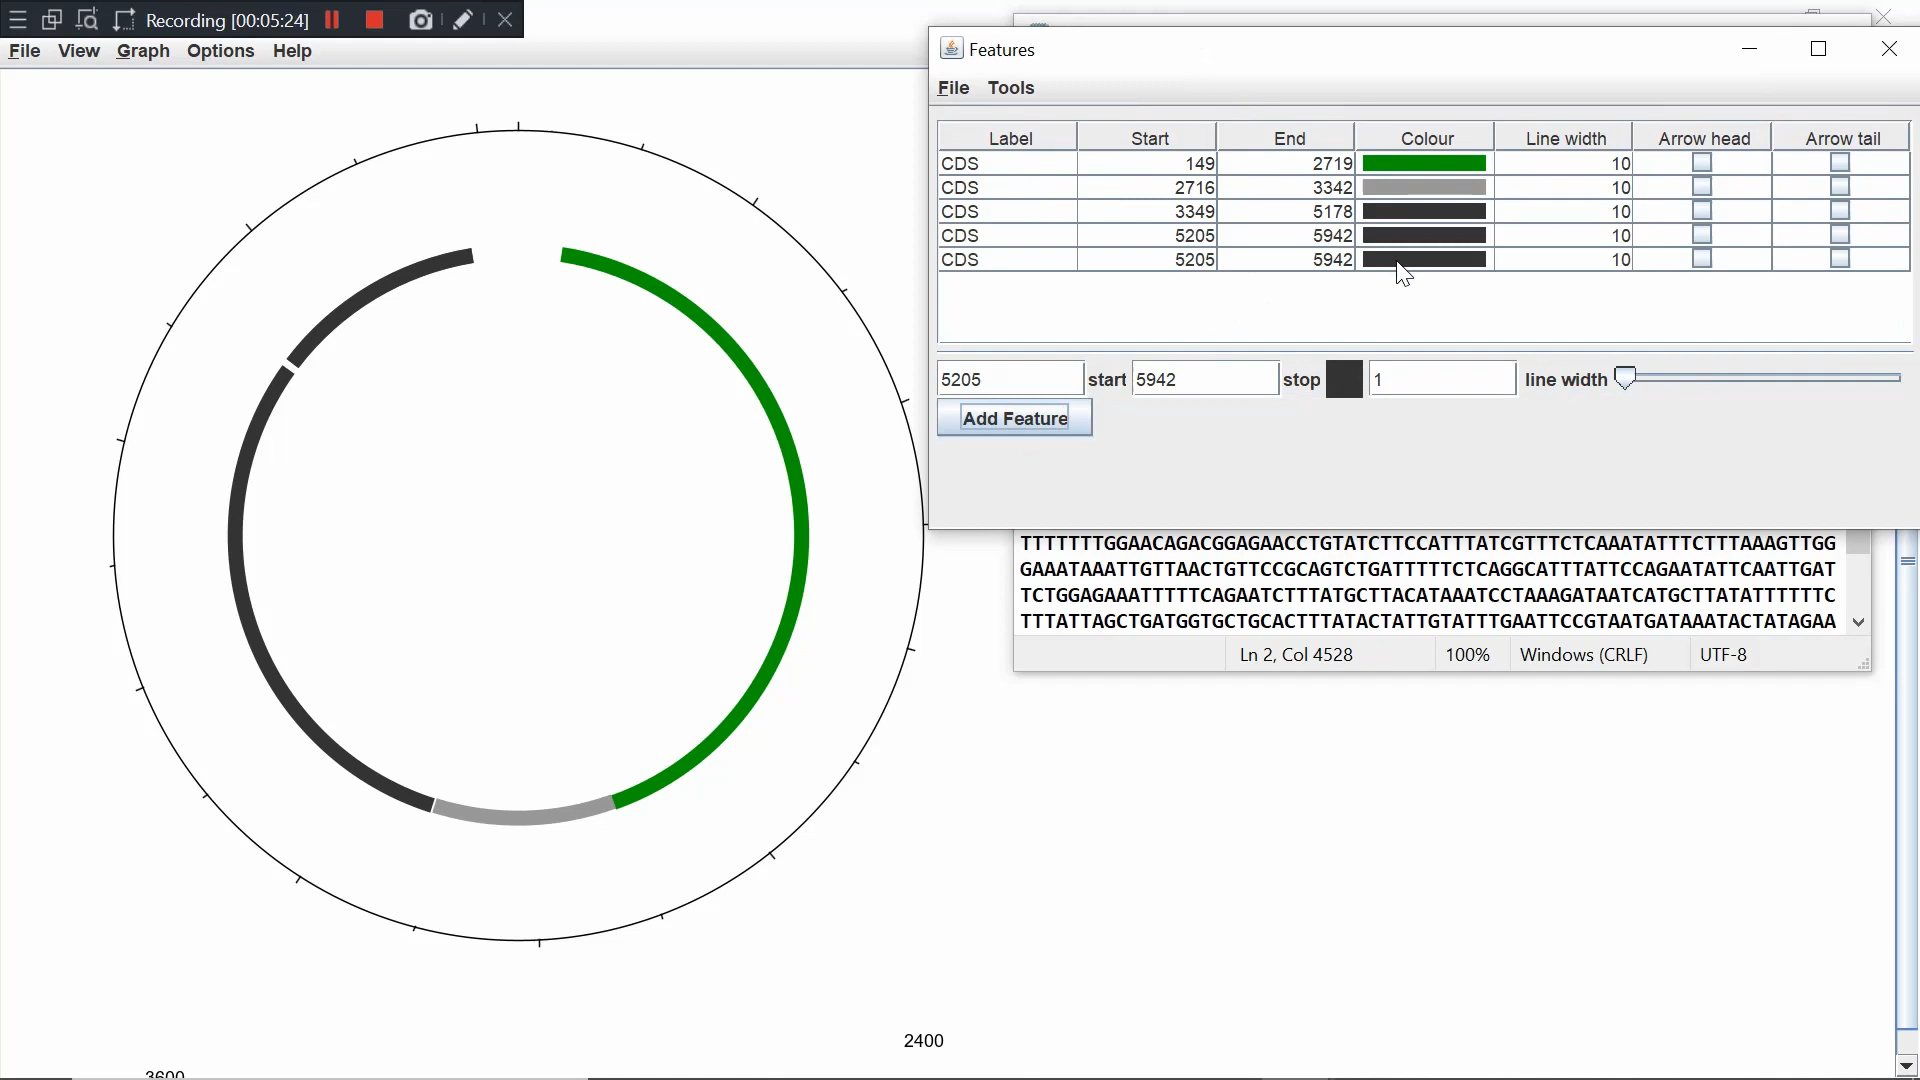 Recording [00:05:24]
File View Graph Options Help
Features
File Tools
Label Start End Colour Line width Arrow head Arrow tail
CDS 149 2719 10
CDS 2716 3342 10
CDS 3349 5178 10
CDS 5205 5942 10
CDS 5205 5942 10
5205 start 5942 stop 1 line width
Add Feature
TTTTTTTGGAACAGACGGAGAACCTGTATCTTCCATTTATCGTTTCTCAAATATTTCTTTAAAGTTGG
GAAATAAATTGTTAACTGTTCCGCAGTCTGATTTTTCTCAGGCATTTATTCCAGAATATTCAATTGAT
TCTGGAGAAATTTTTCAGAATCTTTATGCTTACATAAATCCTAAAGATAATCATGCTTATATTTTTTC
TTTATTAGCTGATGGTGCTGCACTTTATACTATTGTATTTGAATTCCGTAATGATAAATACTATAGAA
Ln 2, Col 4528 100% Windows (CRLF) UTF-8
2400
3600